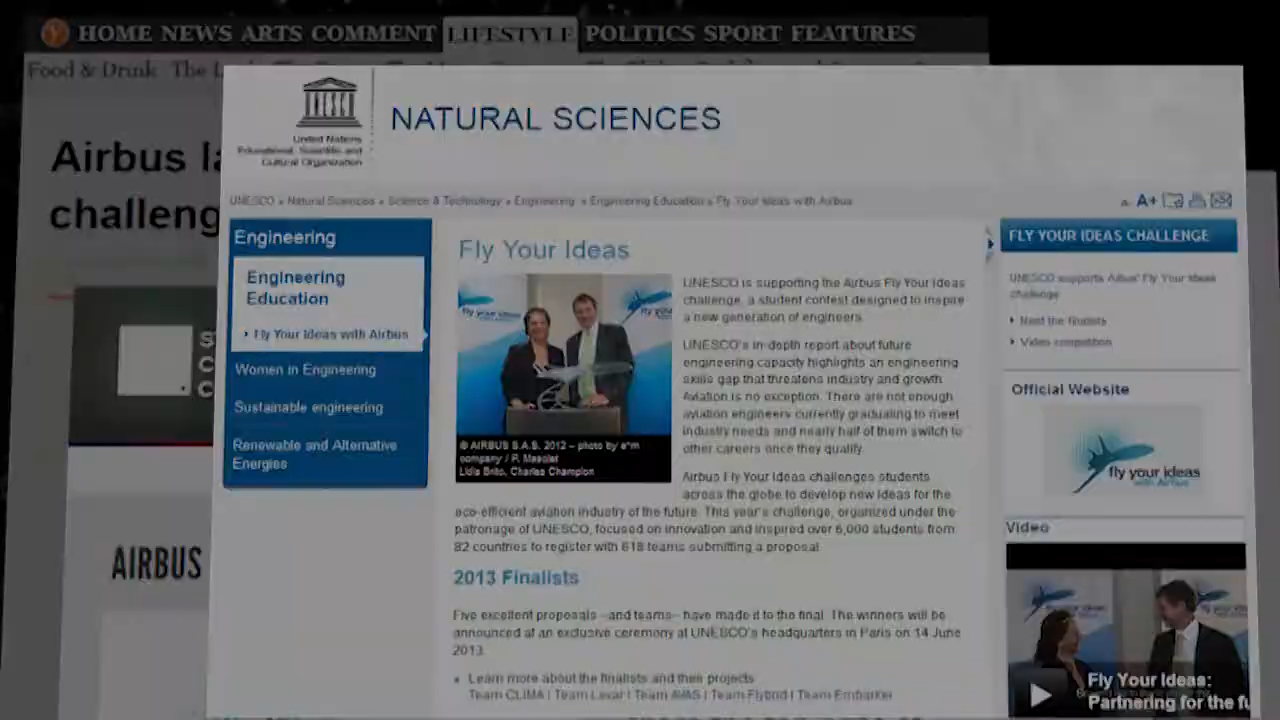 HOME NEWS ARTS COMMENT LIFESTYLE POLITICS SPORT FEATURES
Food & Drink The
Airbus
challeng
NATURAL SCIENCES
United Nations
Educational, Scientific and
Cultural Organization
UNESCO » Natural Sciences » Science & Technology » Engineering » Engineering Education » Fly Your Ideas with Airbus
A+
Engineering
Engineering
Education
Fly Your Ideas with Airbus
Women in Engineering
Sustainable engineering
Renewable and Alternative
Energies
Fly Your Ideas
© AIRBUS S.A.S. 2012 – photo by e*m
company / P. Masclet
Lidia Brito, Charles Champion
UNESCO is supporting the Airbus Fly Your Ideas
challenge, a student contest designed to inspire
a new generation of engineers.
UNESCO's in-depth report about future
engineering capacity highlights an engineering
skills gap that threatens industry and growth.
Aviation is no exception. There are not enough
aviation engineers currently graduating to meet
industry needs and nearly half of them switch to
other careers once they qualify.
Airbus Fly Your Ideas challenges students
across the globe to develop new ideas for the
eco-efficient aviation industry of the future. This year's challenge, organized under the
patronage of UNESCO, focused on innovation and inspired over 6,000 students from
82 countries to register with 618 teams submitting a proposal.
2013 Finalists
Five excellent proposals –and teams– have made it to the final. The winners will be
announced at an exclusive ceremony at UNESCO's headquarters in Paris on 14 June
2013.
Learn more about the finalists and their projects
Team CLiMA | Team Levar | Team AVAS | Team Flybrid | Team Embarker
FLY YOUR IDEAS CHALLENGE
UNESCO supports Airbus' Fly Your Ideas
challenge
Meet the finalists
Video competition
Official Website
fly your ideas
with Airbus
Video
Fly Your Ideas:
Partnering for the fu
AIRBUS